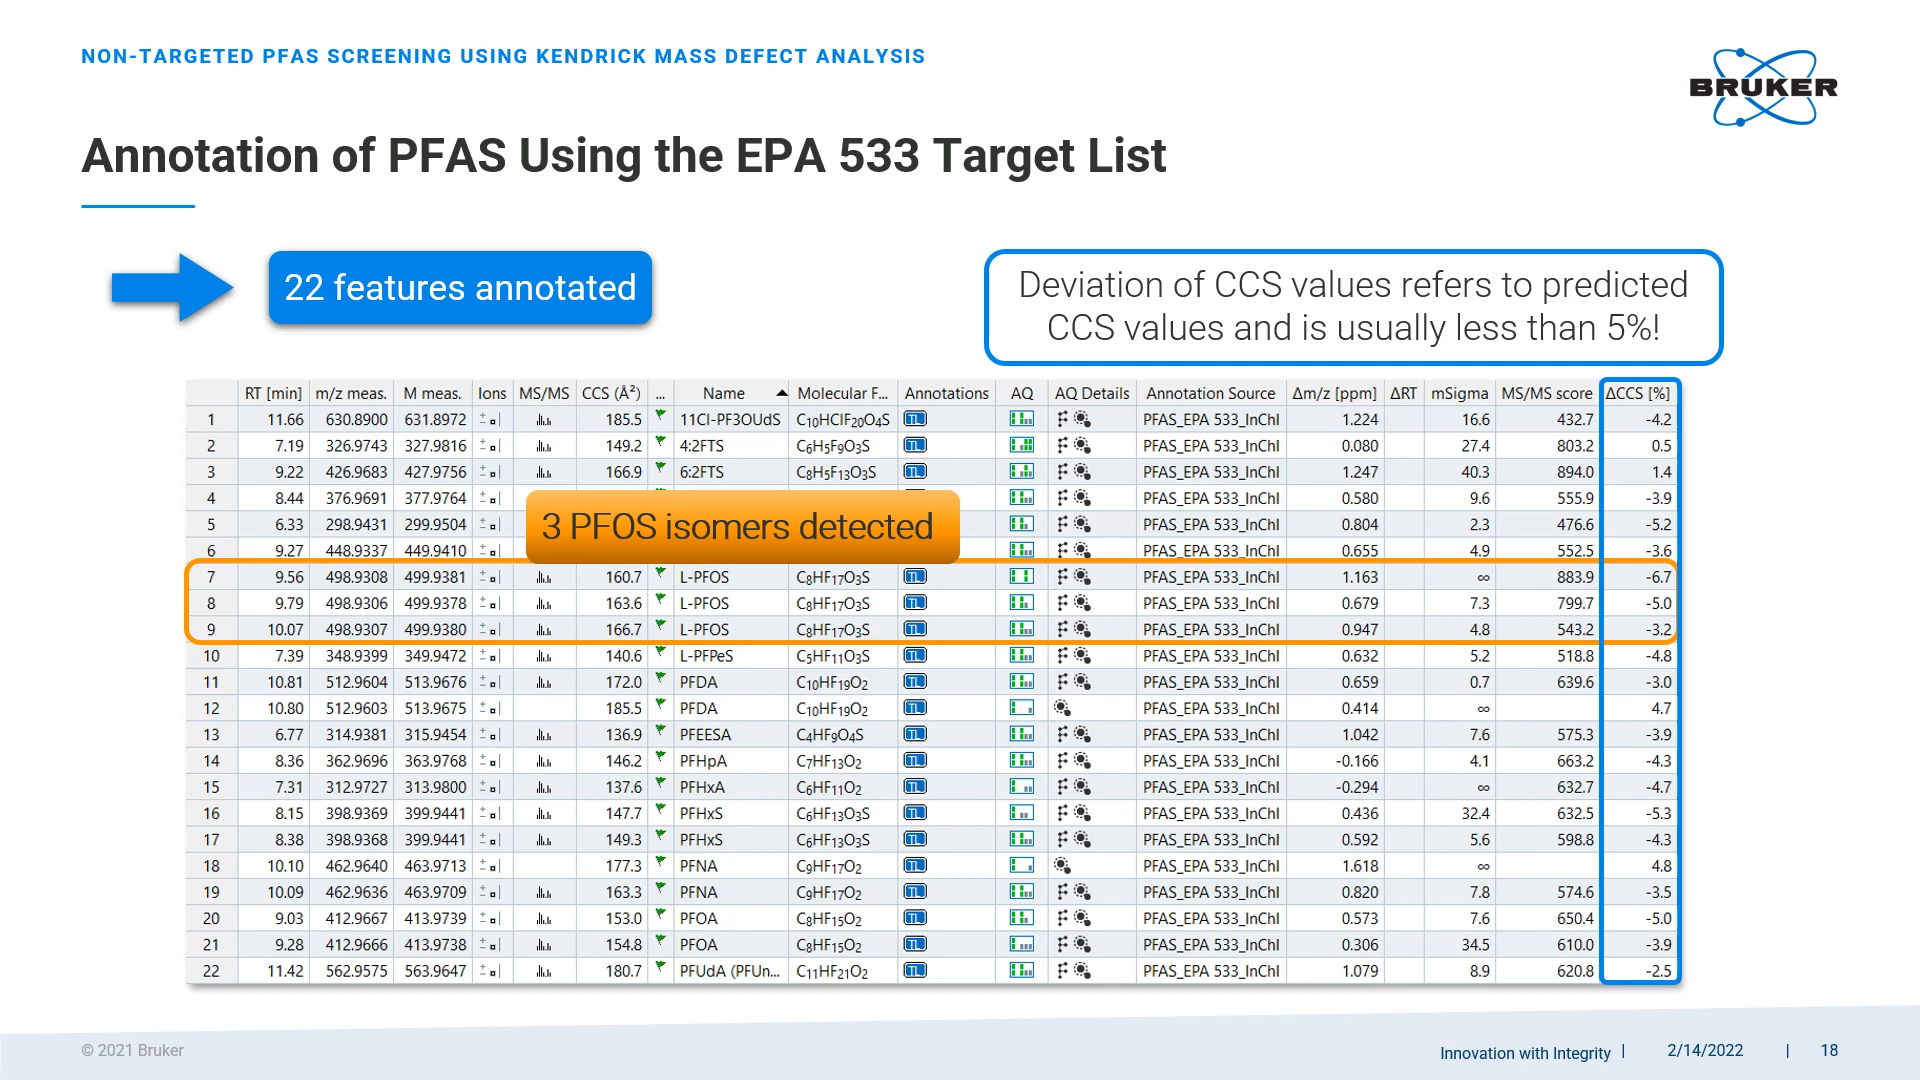 NON-TARGETED PFAS SCREENING USING KENDRICK MASS DEFECT ANALYSIS
BRUKER
Annotation of PFAS Using the EPA 533 Target List
22 features annotated
Deviation of CCS values refers to predicted
CCS values and is usually less than 5%!
RT [min] m/z meas. M meas. Ions MS/MS CCS (Å²) ... Name Molecular F... Annotations AQ AQ Details Annotation Source Δm/z [ppm] ΔRT mSigma MS/MS score ΔCCS [%]
1 11.66 630.8900 631.8972 185.5 11Cl-PF3OUdS C₁₀HClF₂₀O₄S TL PFAS_EPA 533_InChI 1.224 16.6 432.7 -4.2
2 7.19 326.9743 327.9816 149.2 4:2FTS C₆H₅F₉O₃S TL PFAS_EPA 533_InChI 0.080 27.4 803.2 0.5
3 9.22 426.9683 427.9756 166.9 6:2FTS C₈H₅F₁₃O₃S TL PFAS_EPA 533_InChI 1.247 40.3 894.0 1.4
4 8.44 376.9691 377.9764 PFAS_EPA 533_InChI 0.580 9.6 555.9 -3.9
5 6.33 298.9431 299.9504 PFAS_EPA 533_InChI 0.804 2.3 476.6 -5.2
6 9.27 448.9337 449.9410 PFAS_EPA 533_InChI 0.655 4.9 552.5 -3.6
3 PFOS isomers detected
7 9.56 498.9308 499.9381 160.7 L-PFOS C₈HF₁₇O₃S TL PFAS_EPA 533_InChI 1.163 ∞ 883.9 -6.7
8 9.79 498.9306 499.9378 163.6 L-PFOS C₈HF₁₇O₃S TL PFAS_EPA 533_InChI 0.679 7.3 799.7 -5.0
9 10.07 498.9307 499.9380 166.7 L-PFOS C₈HF₁₇O₃S TL PFAS_EPA 533_InChI 0.947 4.8 543.2 -3.2
10 7.39 348.9399 349.9472 140.6 L-PFPeS C₅HF₁₁O₃S TL PFAS_EPA 533_InChI 0.632 5.2 518.8 -4.8
11 10.81 512.9604 513.9676 172.0 PFDA C₁₀HF₁₉O₂ TL PFAS_EPA 533_InChI 0.659 0.7 639.6 -3.0
12 10.80 512.9603 513.9675 185.5 PFDA C₁₀HF₁₉O₂ TL PFAS_EPA 533_InChI 0.414 ∞ 4.7
13 6.77 314.9381 315.9454 136.9 PFEESA C₄HF₉O₄S TL PFAS_EPA 533_InChI 1.042 7.6 575.3 -3.9
14 8.36 362.9696 363.9768 146.2 PFHpA C₇HF₁₃O₂ TL PFAS_EPA 533_InChI -0.166 4.1 663.2 -4.3
15 7.31 312.9727 313.9800 137.6 PFHxA C₆HF₁₁O₂ TL PFAS_EPA 533_InChI -0.294 ∞ 632.7 -4.7
16 8.15 398.9369 399.9441 147.7 PFHxS C₆HF₁₃O₃S TL PFAS_EPA 533_InChI 0.436 32.4 632.5 -5.3
17 8.38 398.9368 399.9441 149.3 PFHxS C₆HF₁₃O₃S TL PFAS_EPA 533_InChI 0.592 5.6 598.8 -4.3
18 10.10 462.9640 463.9713 177.3 PFNA C₉HF₁₇O₂ TL PFAS_EPA 533_InChI 1.618 ∞ 4.8
19 10.09 462.9636 463.9709 163.3 PFNA C₉HF₁₇O₂ TL PFAS_EPA 533_InChI 0.820 7.8 574.6 -3.5
20 9.03 412.9667 413.9739 153.0 PFOA C₈HF₁₅O₂ TL PFAS_EPA 533_InChI 0.573 7.6 650.4 -5.0
21 9.28 412.9666 413.9738 154.8 PFOA C₈HF₁₅O₂ TL PFAS_EPA 533_InChI 0.306 34.5 610.0 -3.9
22 11.42 562.9575 563.9647 180.7 PFUdA (PFUn... C₁₁HF₂₁O₂ TL PFAS_EPA 533_InChI 1.079 8.9 620.8 -2.5
© 2021 Bruker
Innovation with Integrity | 2/14/2022 | 18